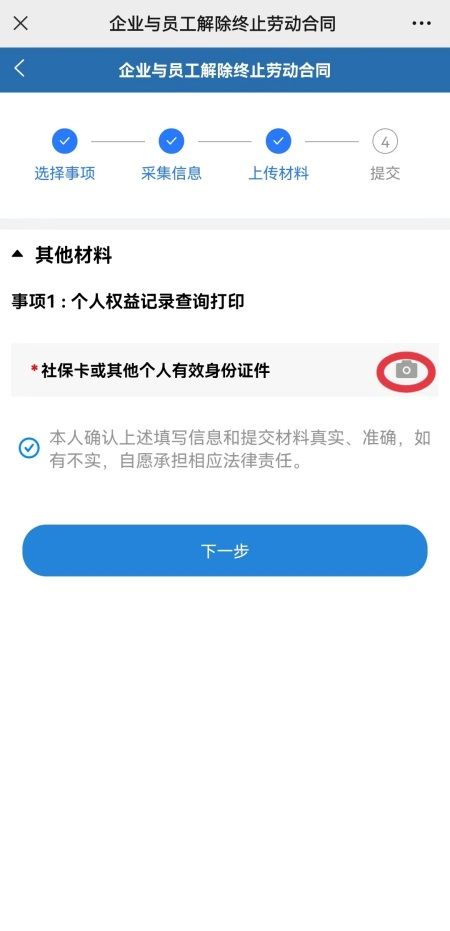 企业与员工解除终止劳动合同
企业与员工解除终止劳动合同
4
选择事项 采集信息 上传材料 提交
其他材料
事项1 : 个人权益记录查询打印
*社保卡或其他个人有效身份证件
本人确认上述填写信息和提交材料真实、准确，如
有不实，自愿承担相应法律责任。
下一步